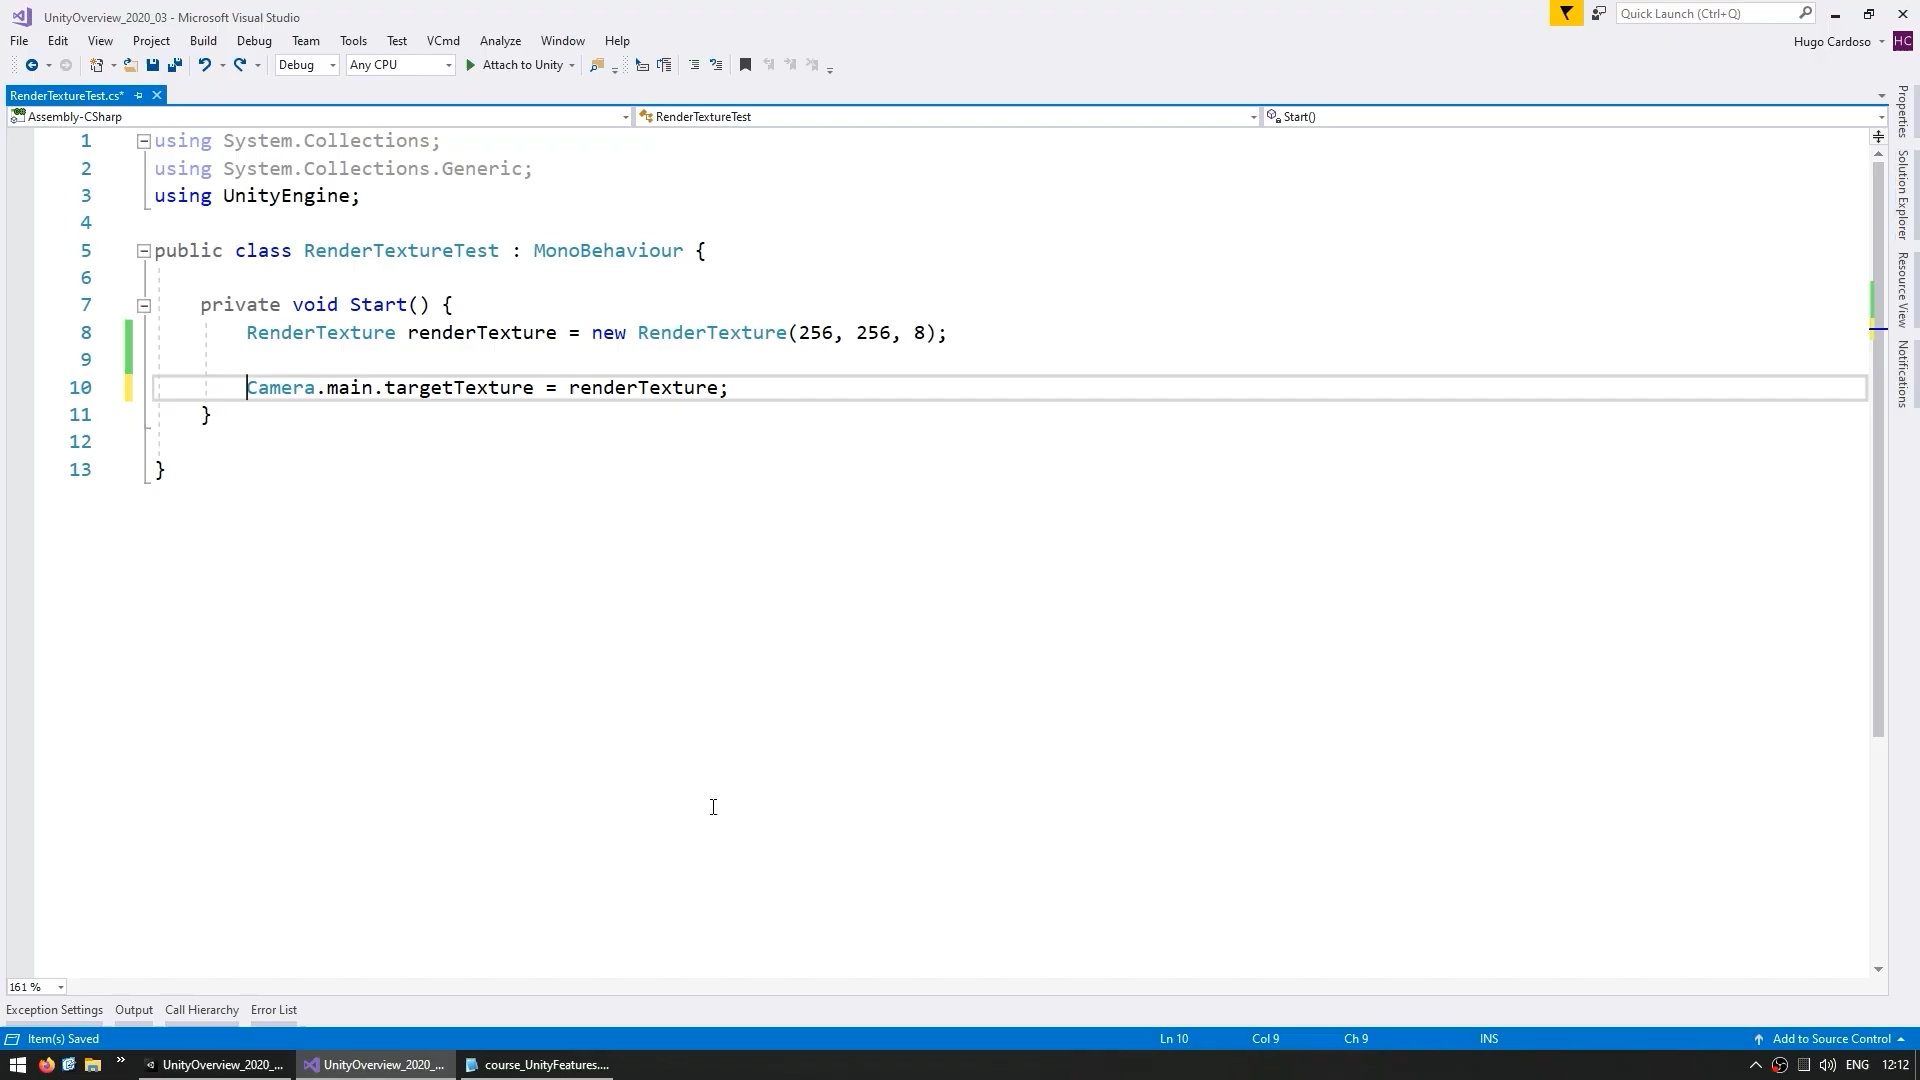 UnityOverview_2020_03 - Microsoft Visual Studio
Quick Launch (Ctrl+Q)
File Edit View Project Build Debug Team Tools Test VCmd Analyze Window Help
Hugo Cardoso HC
Debug Any CPU Attach to Unity
RenderTextureTest.cs*
Assembly-CSharp RenderTextureTest Start()
1 using System.Collections;
2 using System.Collections.Generic;
3 using UnityEngine;
4
5 public class RenderTextureTest : MonoBehaviour {
6
7 private void Start() {
8 RenderTexture renderTexture = new RenderTexture(256, 256, 8);
9
10 Camera.main.targetTexture = renderTexture;
11 }
12
13 }
Properties
Solution Explorer
Resource View
Notifications
161 %
Exception Settings Output Call Hierarchy Error List
Item(s) Saved Ln 10 Col 9 Ch 9 INS Add to Source Control
» UnityOverview_2020_... UnityOverview_2020_... course_UnityFeatures.... ENG 12:12